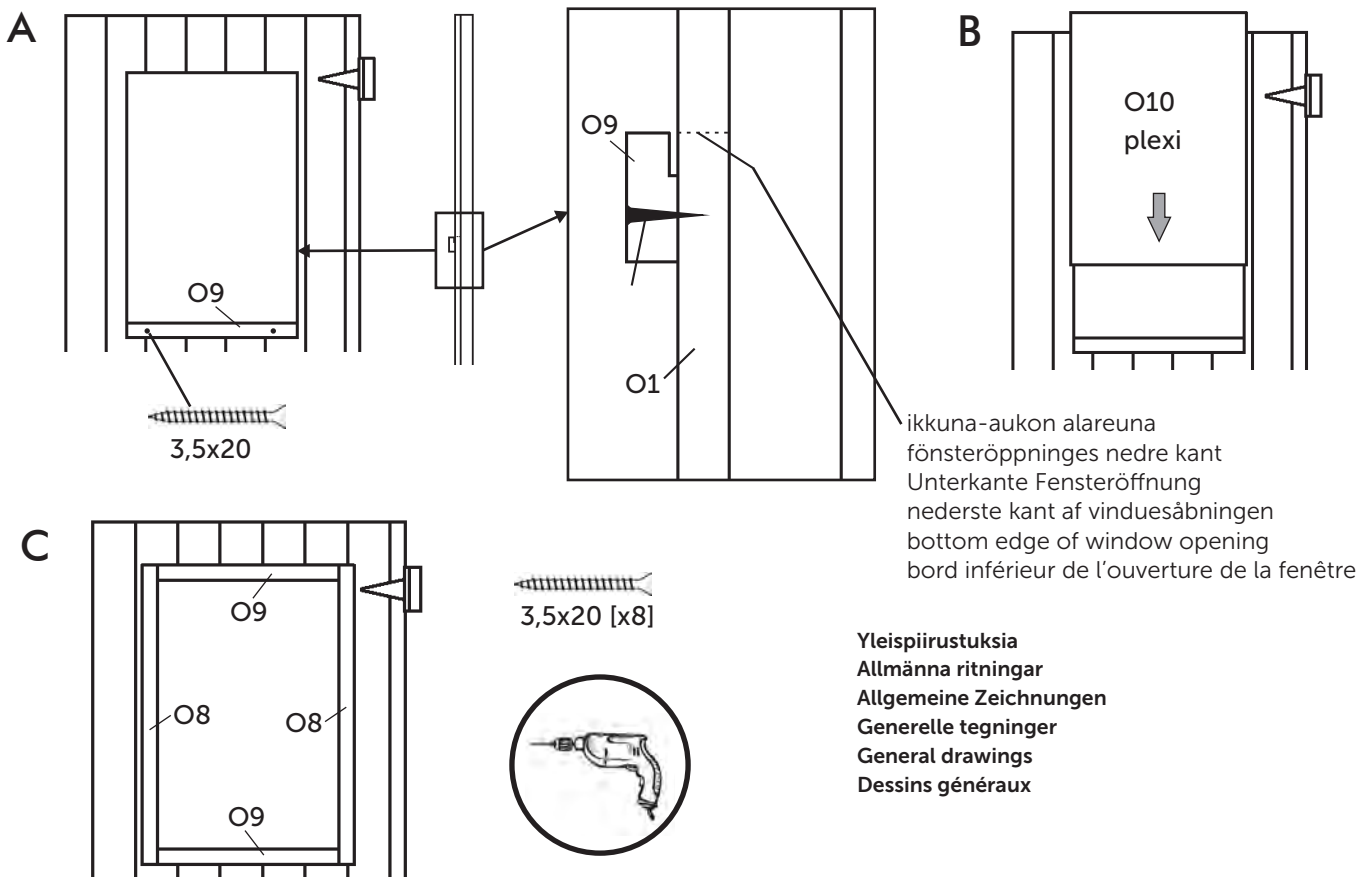 A
O9
O9
3,5x20
O1
B
O10
plexi
ikkuna-aukon alareuna
fönsteröppninges nedre kant
Unterkante Fensteröffnung
nederste kant af vinduesåbningen
bottom edge of window opening
bord inférieur de l'ouverture de la fenêtre
C
O9
O8
O8
O9
3,5x20 [x8]
Yleispiirustuksia
Allmänna ritningar
Allgemeine Zeichnungen
Generelle tegninger
General drawings
Dessins généraux